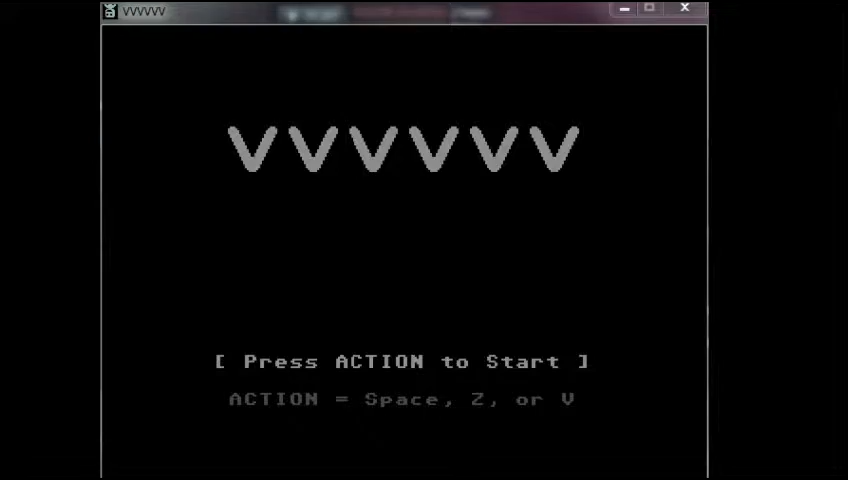 VVVVVV
VVVVVV
[ Press ACTION to Start ]
ACTION = Space, Z, or V